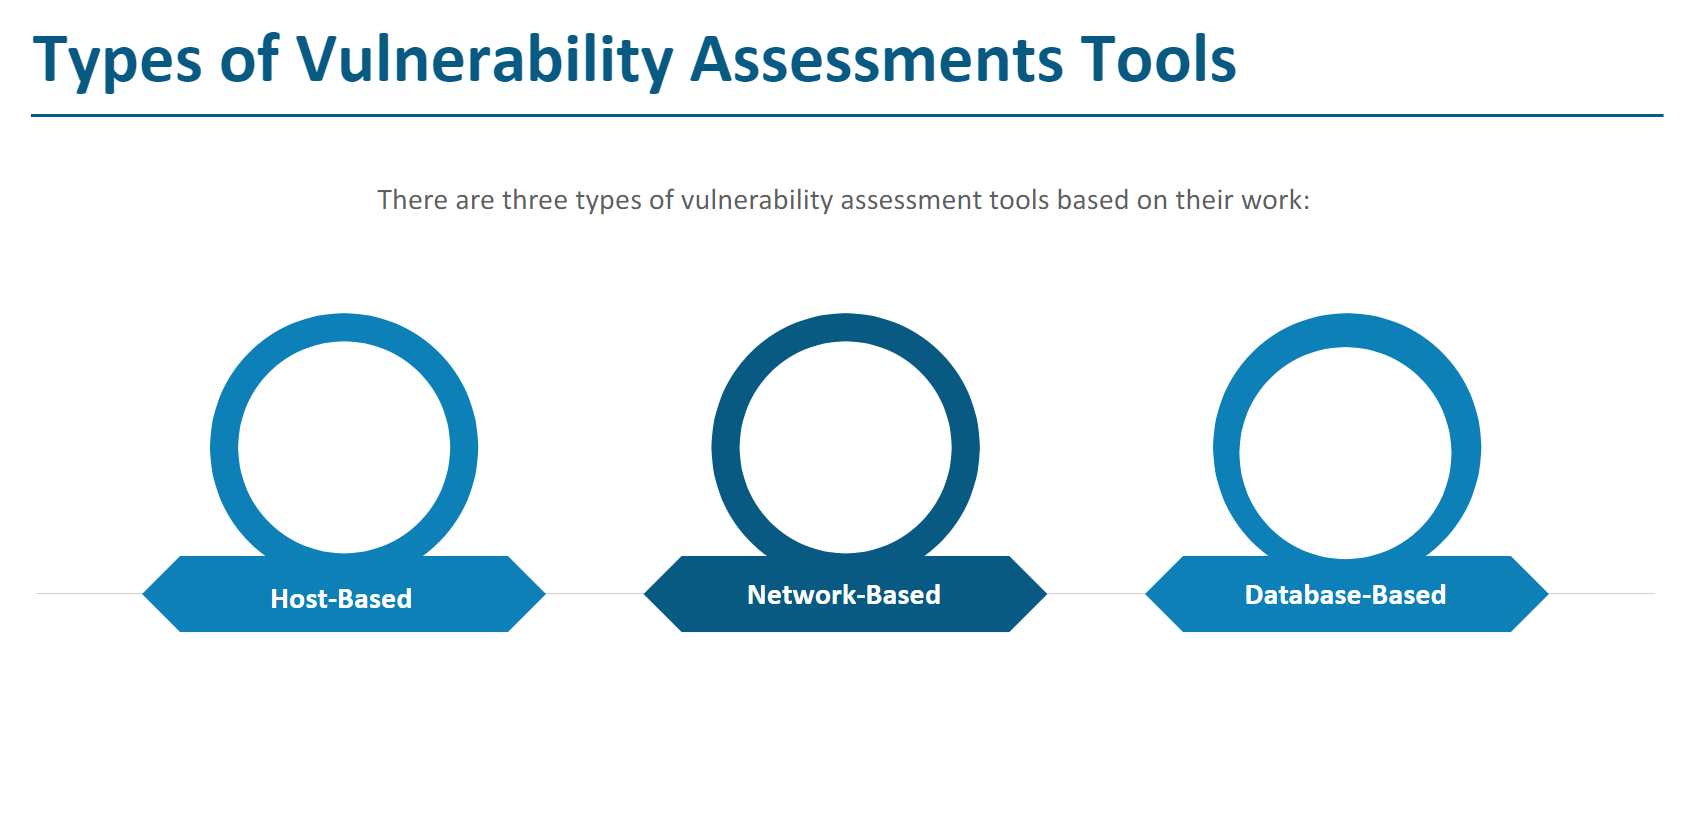 Types of Vulnerability Assessments Tools
There are three types of vulnerability assessment tools based on their work:
Host-Based
Network-Based
Database-Based